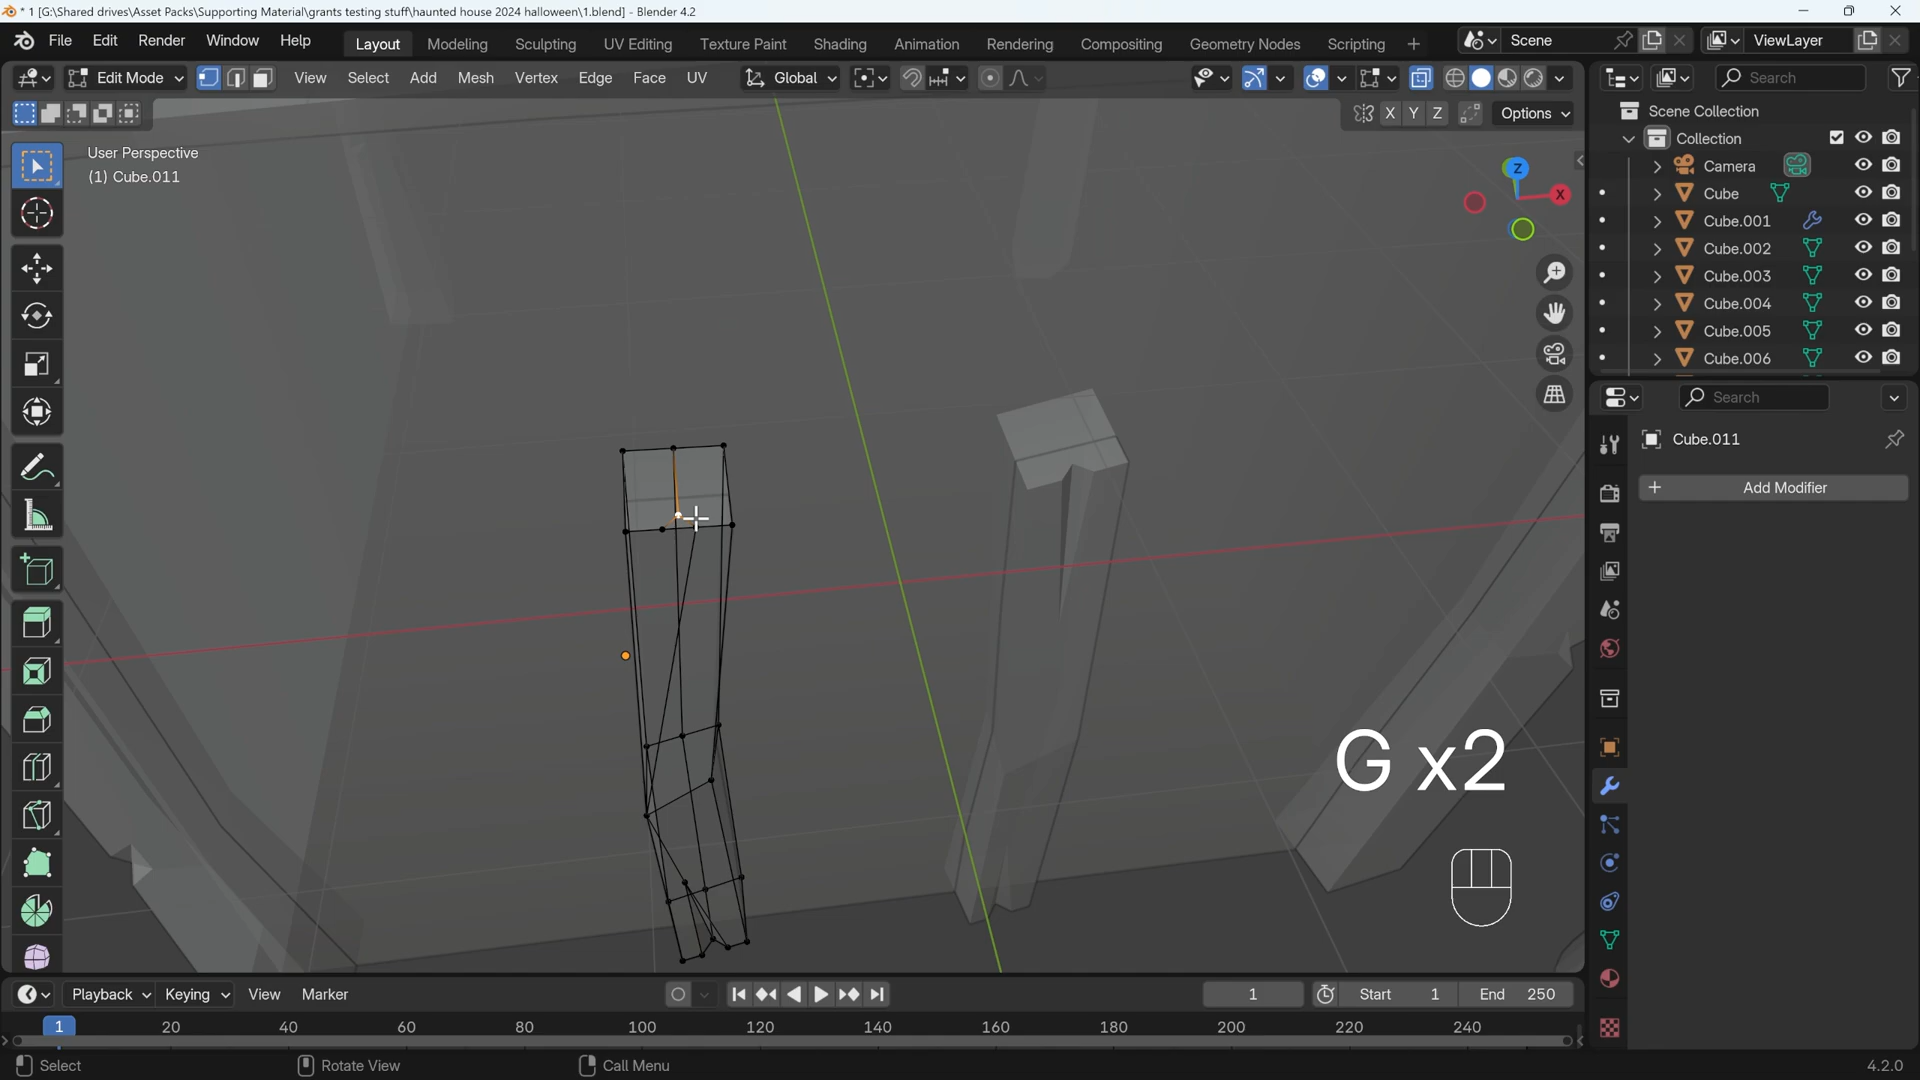 * 1 [G:\Shared drives\Asset Packs\Supporting Material\grants testing stuff\haunted house 2024 halloween\1.blend] - Blender 4.2
File Edit Render Window Help Layout Modeling Sculpting UV Editing Texture Paint Shading Animation Rendering Compositing Geometry Nodes Scripting + Scene ViewLayer
Edit Mode View Select Add Mesh Vertex Edge Face UV Global Search
X Y Z Options
User Perspective
(1) Cube.011
Z
X
Scene Collection
Collection
Camera
Cube
Cube.001
Cube.002
Cube.003
Cube.004
Cube.005
Cube.006
Search
Cube.011
+ Add Modifier
G x2
Playback Keying View Marker 1 Start 1 End 250
1 20 40 60 80 100 120 140 160 180 200 220 240
Select Rotate View Call Menu 4.2.0